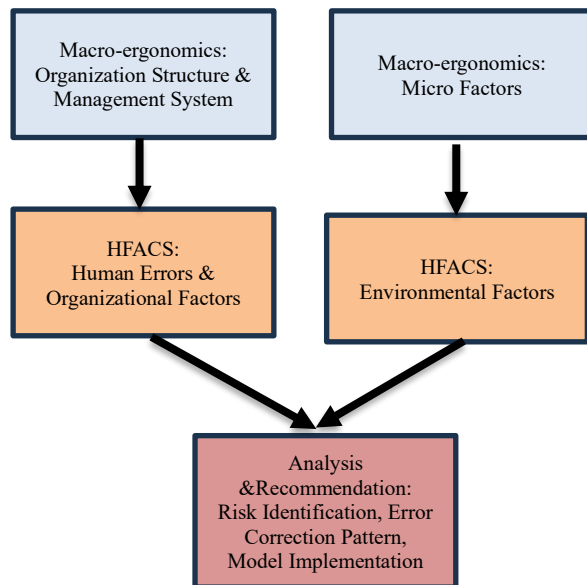 Macro-ergonomics:
Organization Structure &
Management System
Macro-ergonomics:
Micro Factors
HFACS:
Human Errors &
Organizational Factors
HFACS:
Environmental Factors
Analysis
&Recommendation:
Risk Identification, Error
Correction Pattern,
Model Implementation